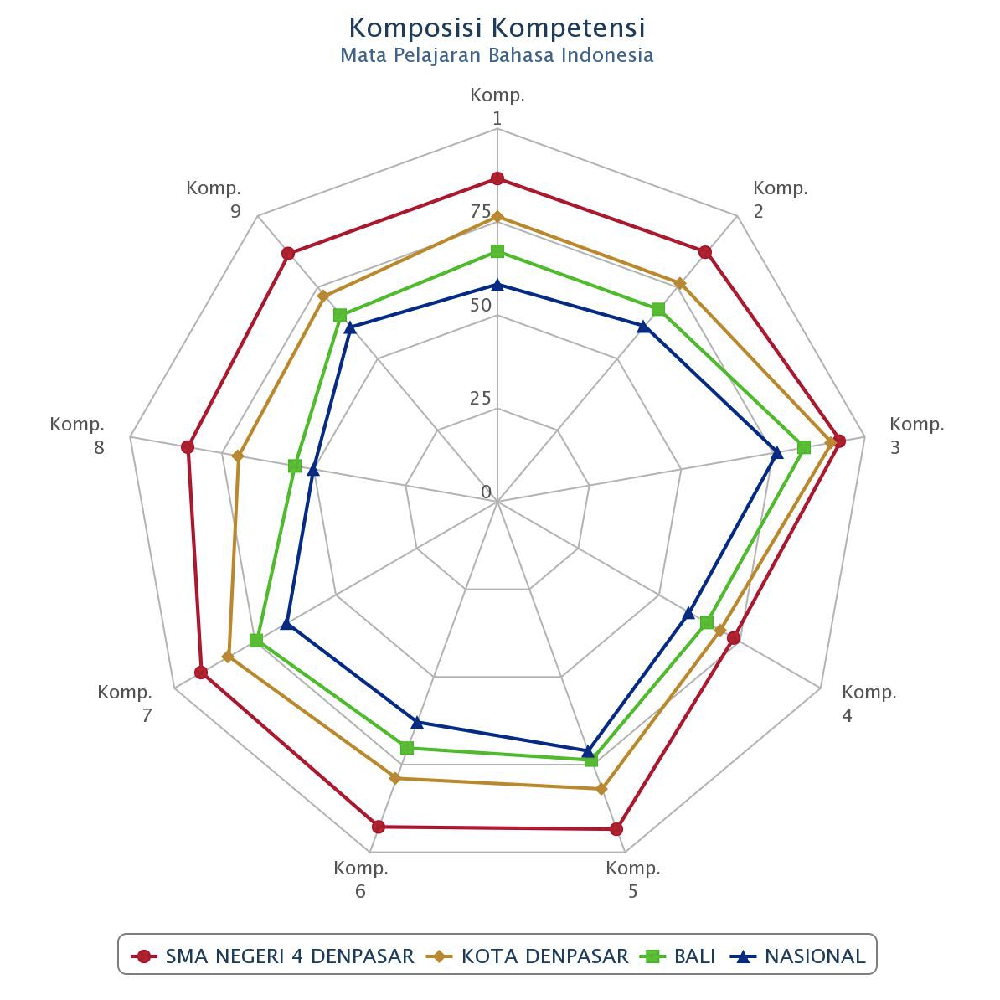 Komposisi Kompetensi
Mata Pelajaran Bahasa Indonesia
Komp.
1
Komp.
2
Komp.
3
Komp.
4
Komp.
5
Komp.
6
Komp.
7
Komp.
8
Komp.
9
75
50
25
0
SMA NEGERI 4 DENPASAR KOTA DENPASAR BALI NASIONAL